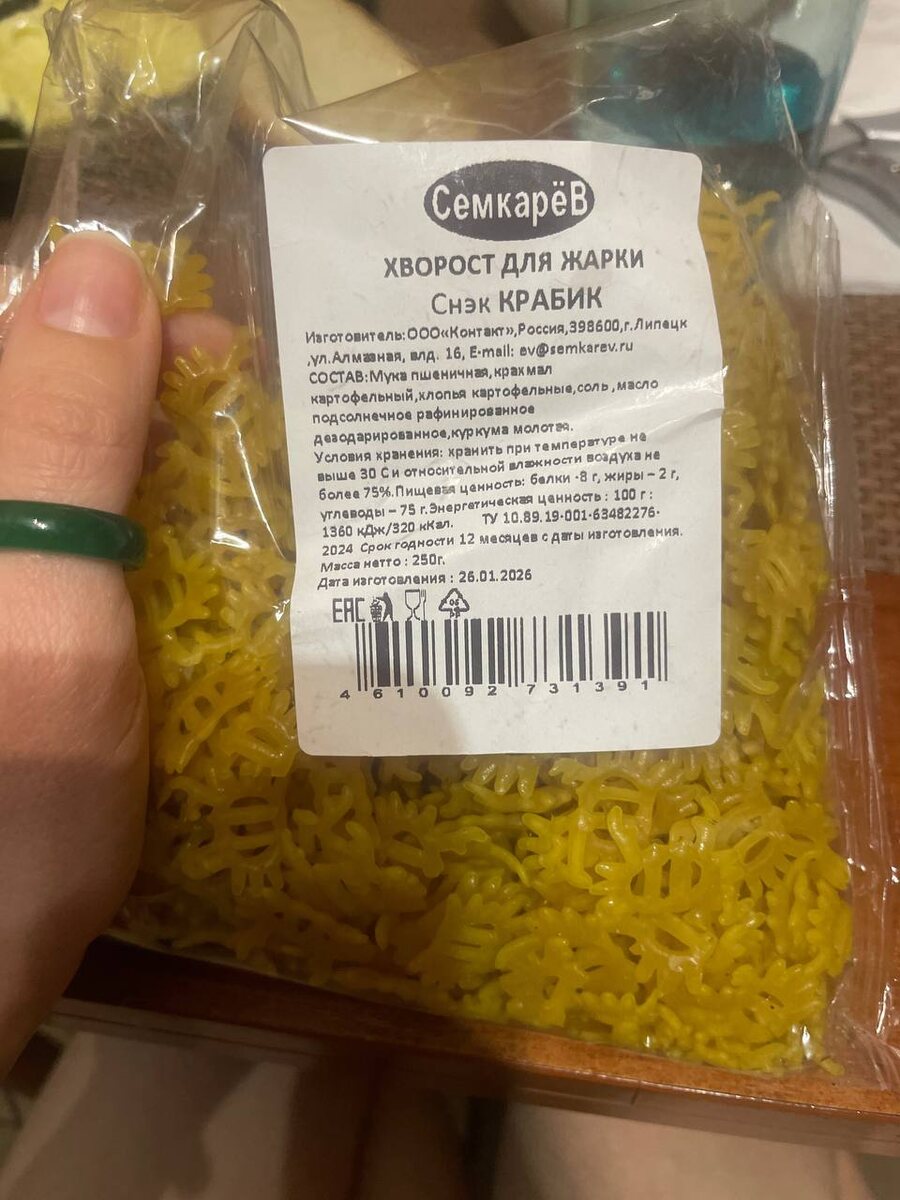 СемкарёВ
ХВОРОСТ ДЛЯ ЖАРКИ
Снэк КРАБИК
Изготовитель:ООО«Контакт»,Россия,398600,г.Липецк
,ул.Алмазная, влд. 16, E-mail: ev@semkarev.ru
СОСТАВ:Мука пшеничная,крахмал
картофельный,хлопья картофельные,соль,масло
подсолнечное рафинированное
дезодарированное,куркума молотая.
Условия хранения: хранить при температуре не
выше 30 С и относительной влажности воздуха не
более 75%.Пищевая ценность: белки -8 г, жиры – 2 г,
углеводы – 75 г.Энергетическая ценность : 100 г :
1360 кДж/320 кКал. ТУ 10.89.19-001-63482276-
2024 Срок годности 12 месяцев с даты изготовления.
Масса нетто : 250г.
Дата изготовления : 26.01.2026
EAC
4 610092 731391